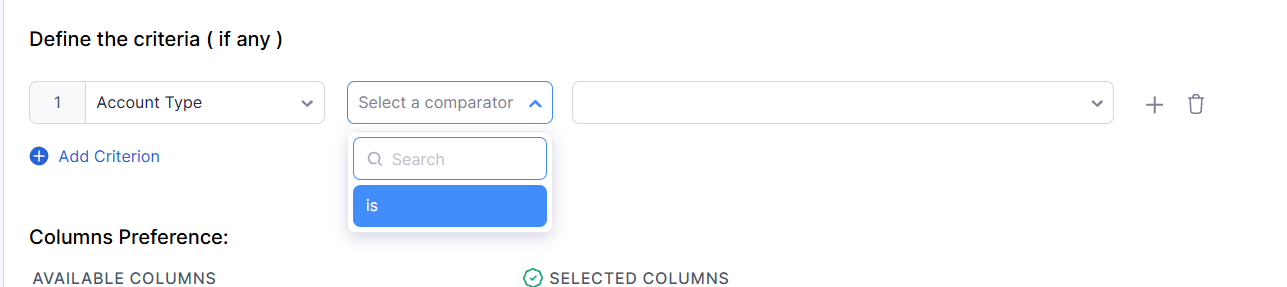 Define the criteria ( if any )
1 Account Type Select a comparator
Add Criterion
Search
is
Columns Preference:
AVAILABLE COLUMNS SELECTED COLUMNS